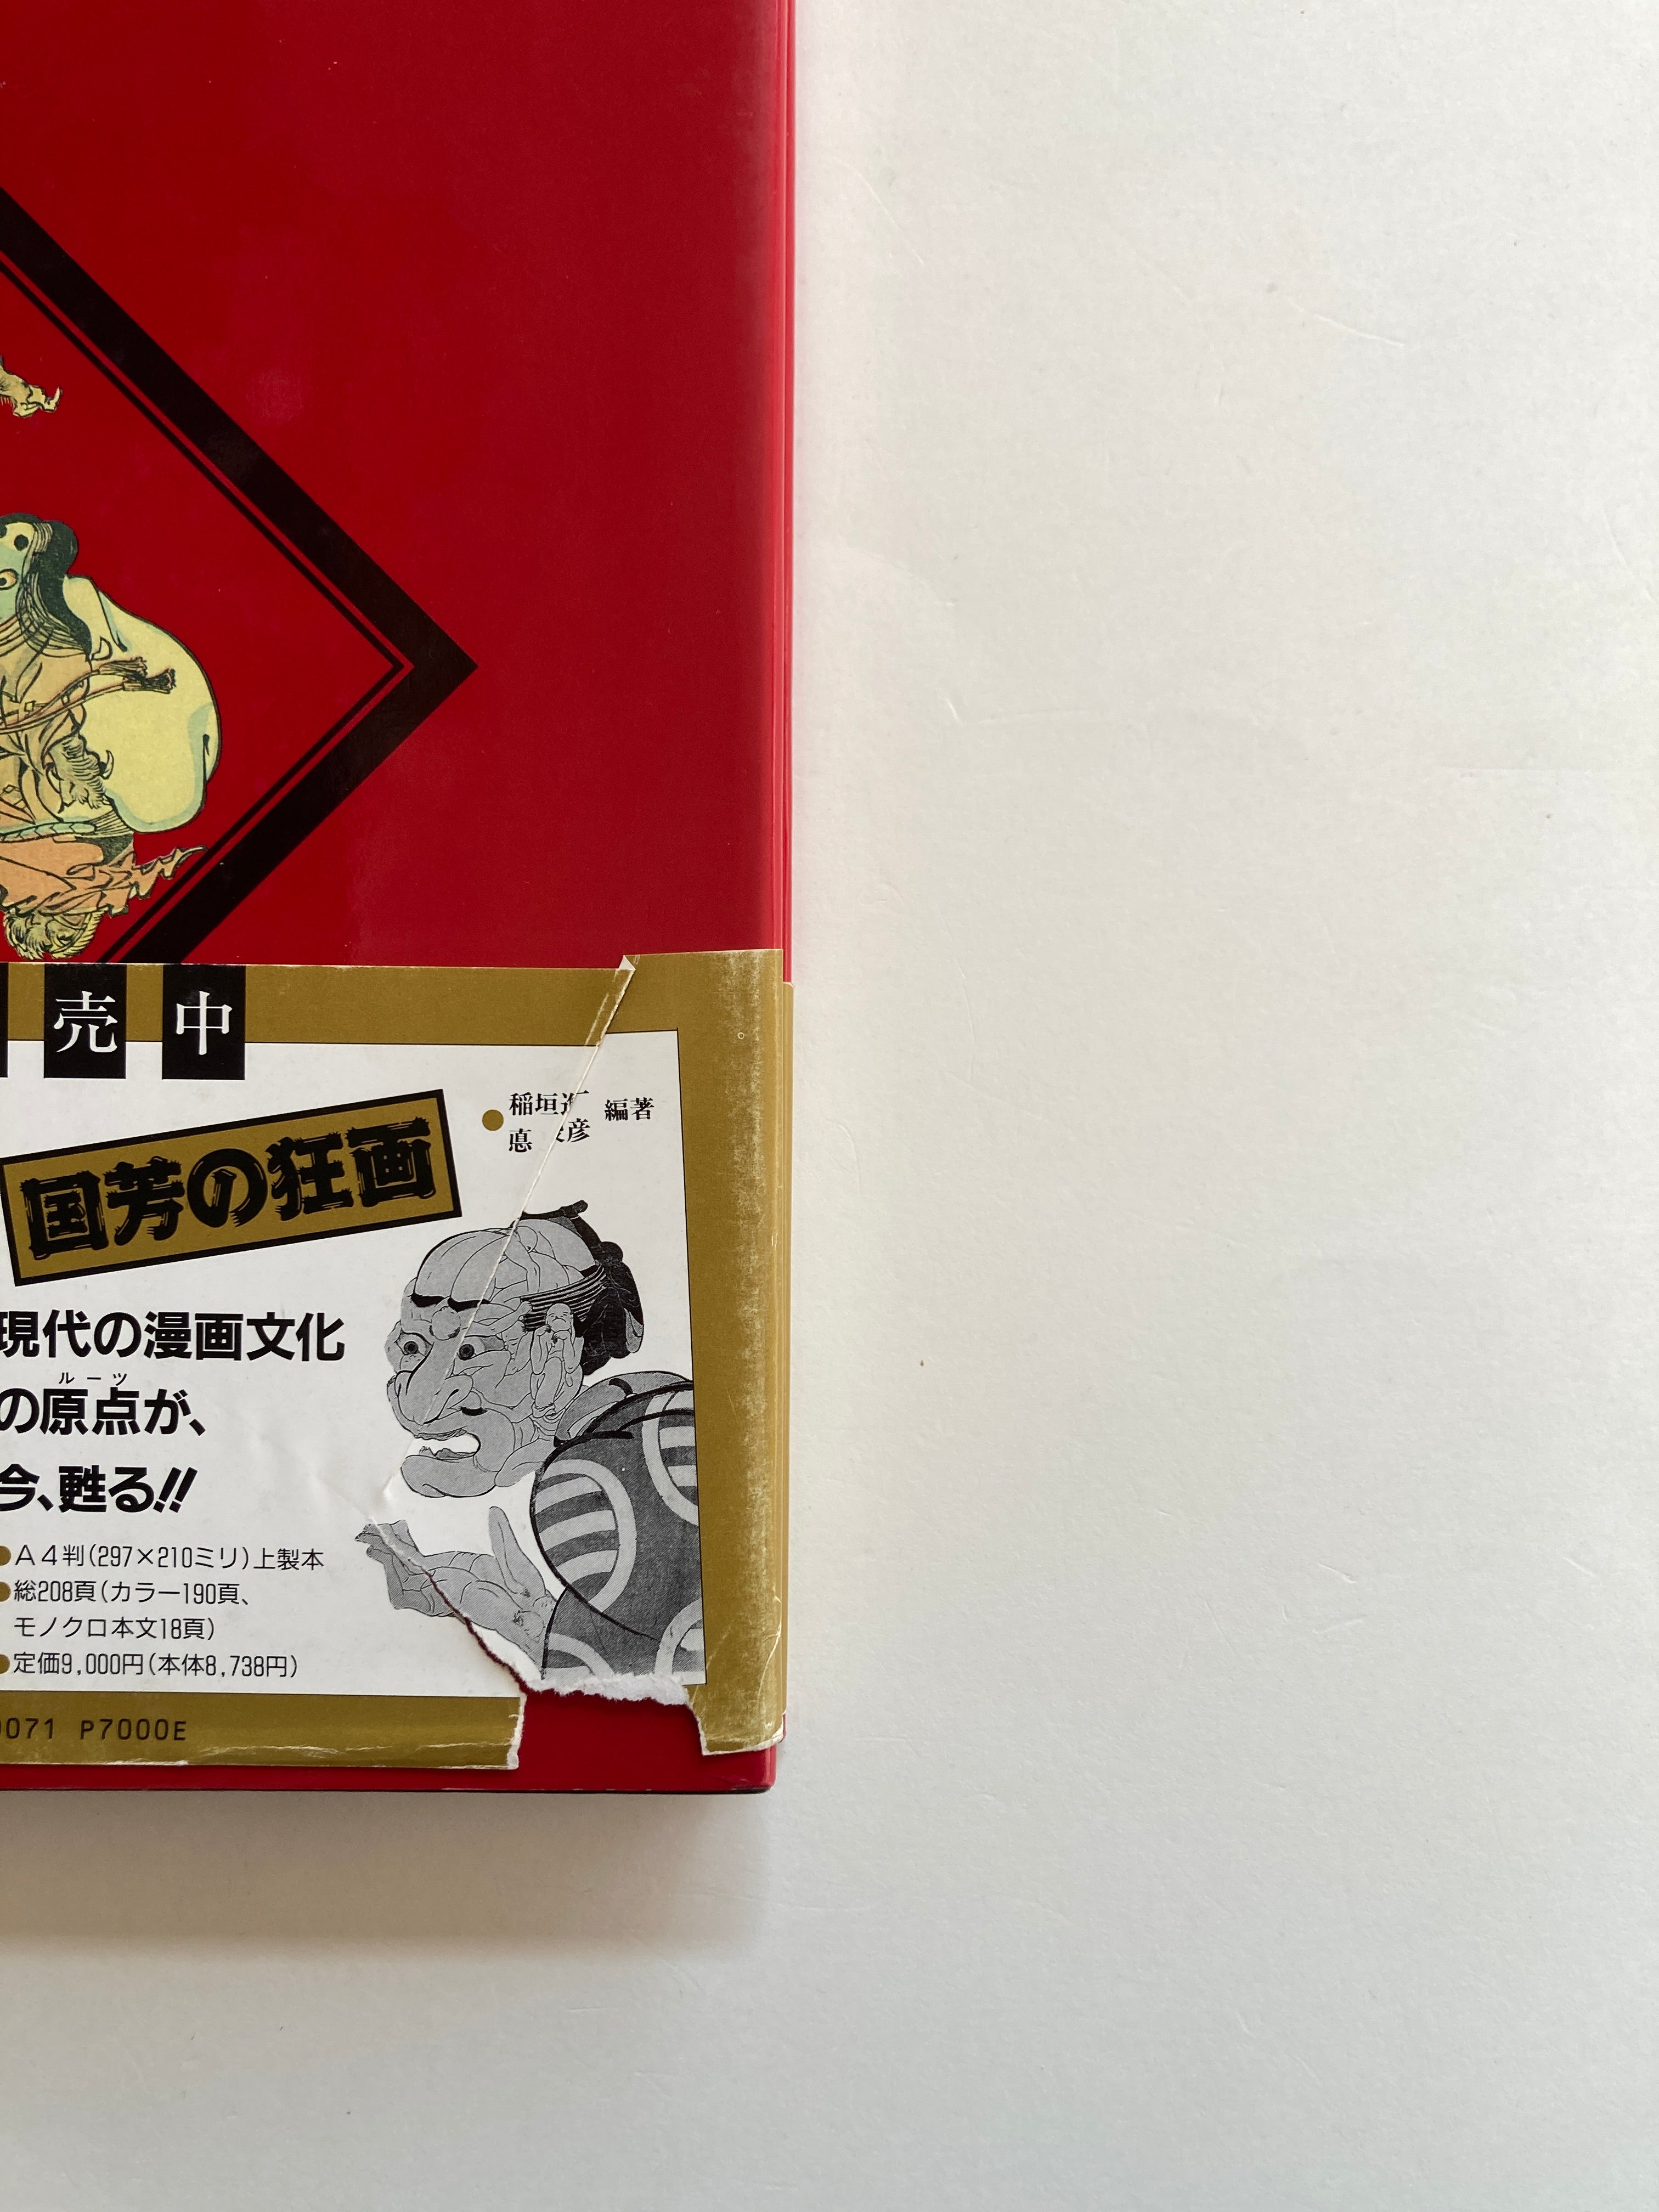 売中
国芳の狂画
稲垣進
悳 彦 編著
現代の漫画文化
ルーツ
の原点が、
今、甦る!!
●A4判(297×210ミリ)上製本
●総208頁(カラー190頁、
モノクロ本文18頁)
●定価9,000円(本体8,738円)
0071 P7000E